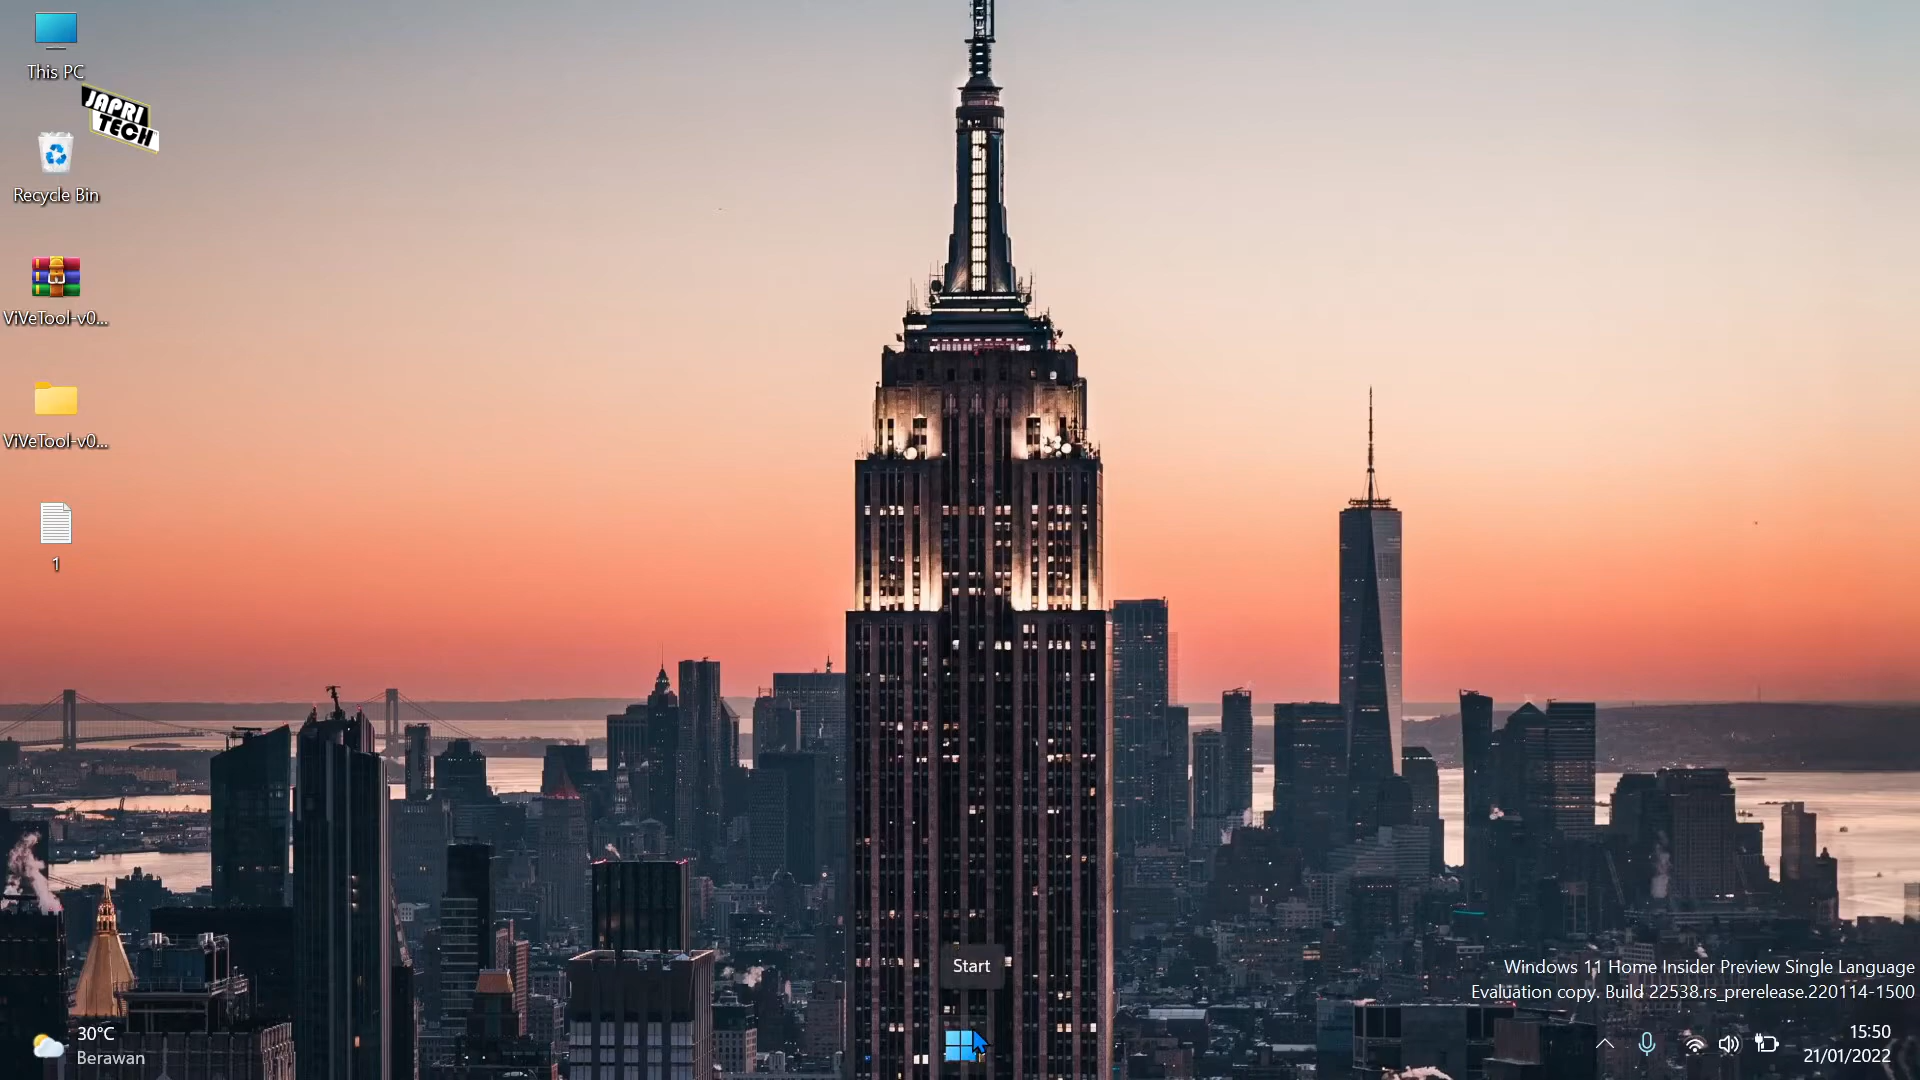 This PC
JAPRI
TECH
Recycle Bin
ViVeTool-v0...
ViVeTool-v0...
1
Start
Windows 11 Home Insider Preview Single Language
Evaluation copy. Build 22538.rs_prerelease.220114-1500
30°C
Berawan
15:50
21/01/2022